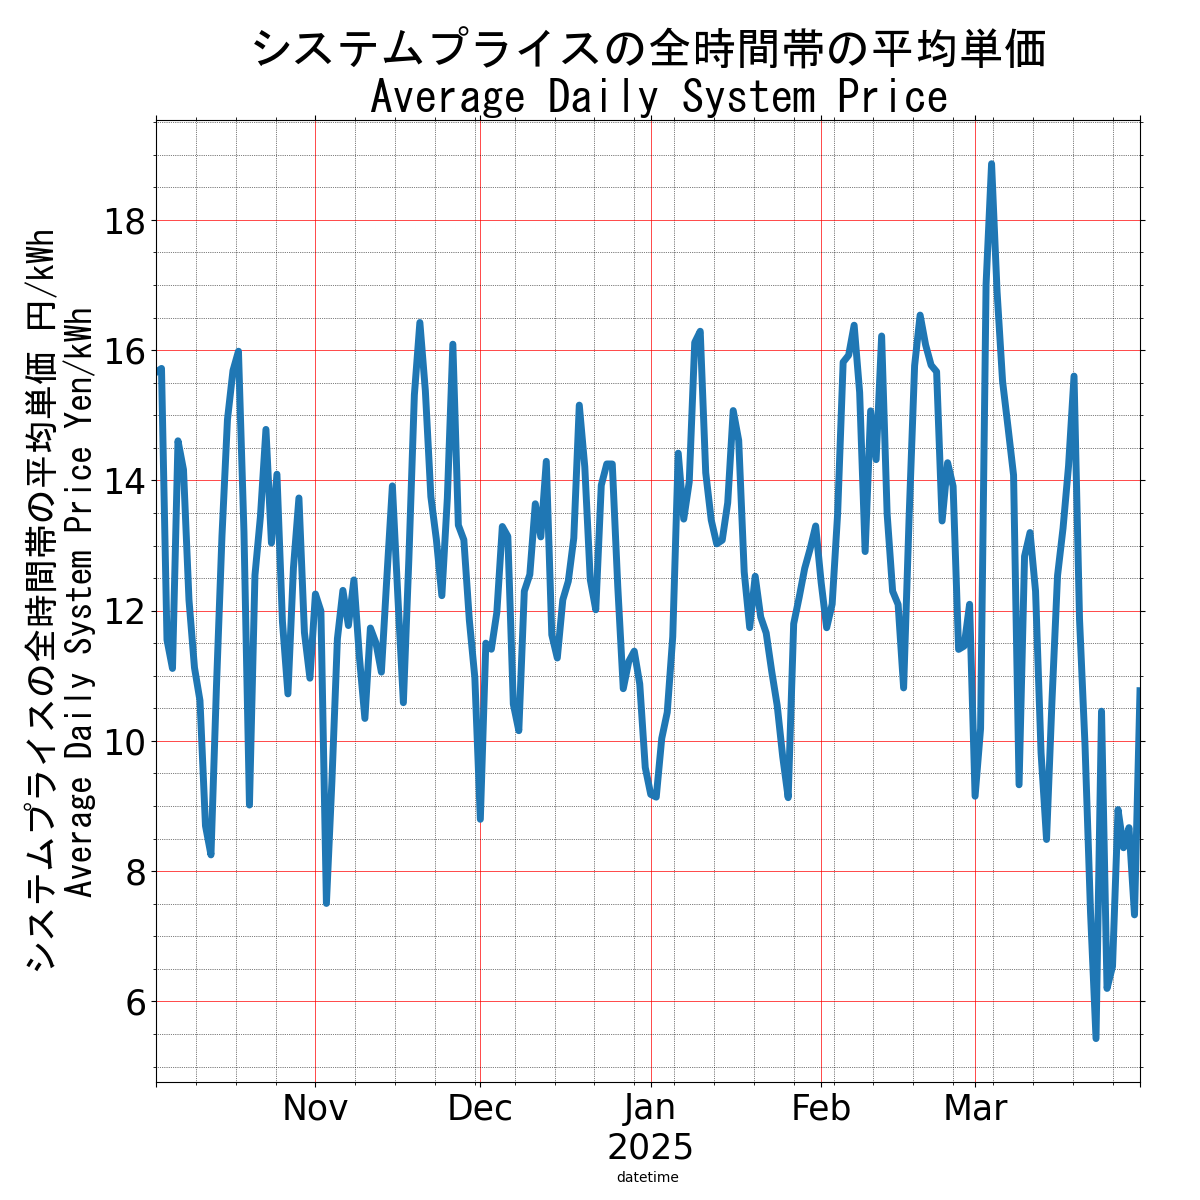 システムプライスの全時間帯の平均単価
Average Daily System Price
システムプライスの全時間帯の平均単価 円/kWh
Average Daily System Price Yen/kWh
18
16
14
12
10
8
6
Nov
Dec
Jan
Feb
Mar
2025
datetime